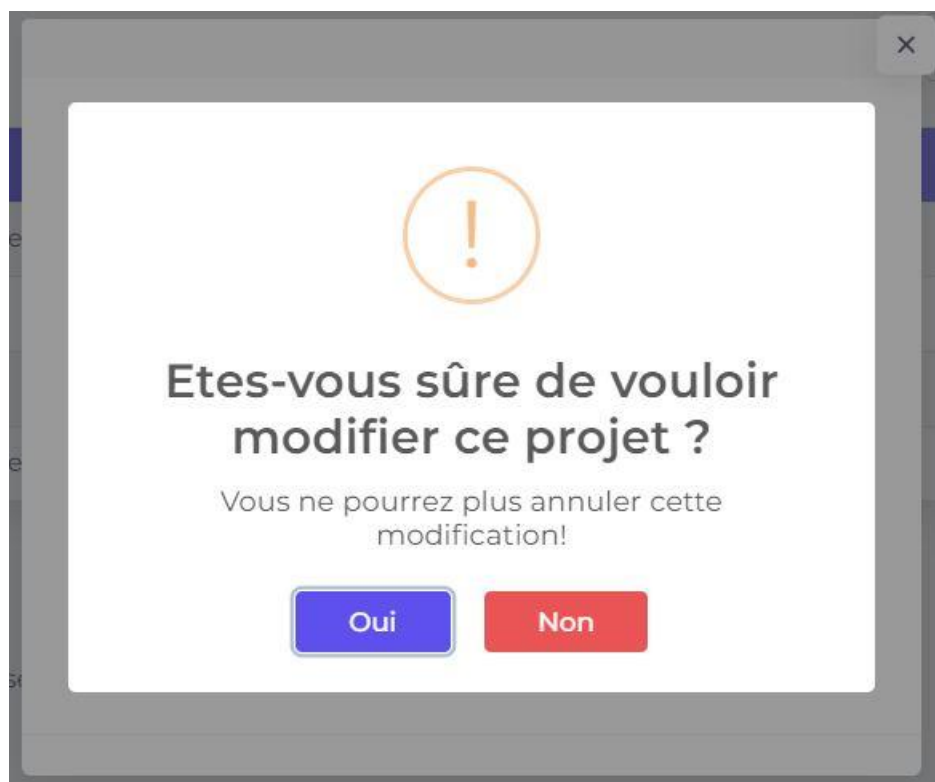 Etes-vous sûre de vouloir
modifier ce projet ?
Vous ne pourrez plus annuler cette
modification!
Oui
Non